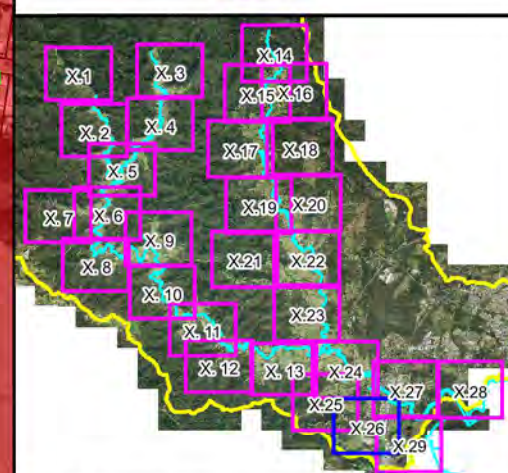 X.14
X.1
X. 3
X.15
X.16
X. 2
X. 4
X.17
X.18
X. 5
X. 7
X. 6
X.19
X.20
X. 9
X. 8
X.21
X.22
X. 10
X. 11
X.23
X. 12
X. 13
X.24
X.25
X.27
X.28
X.26
X.29